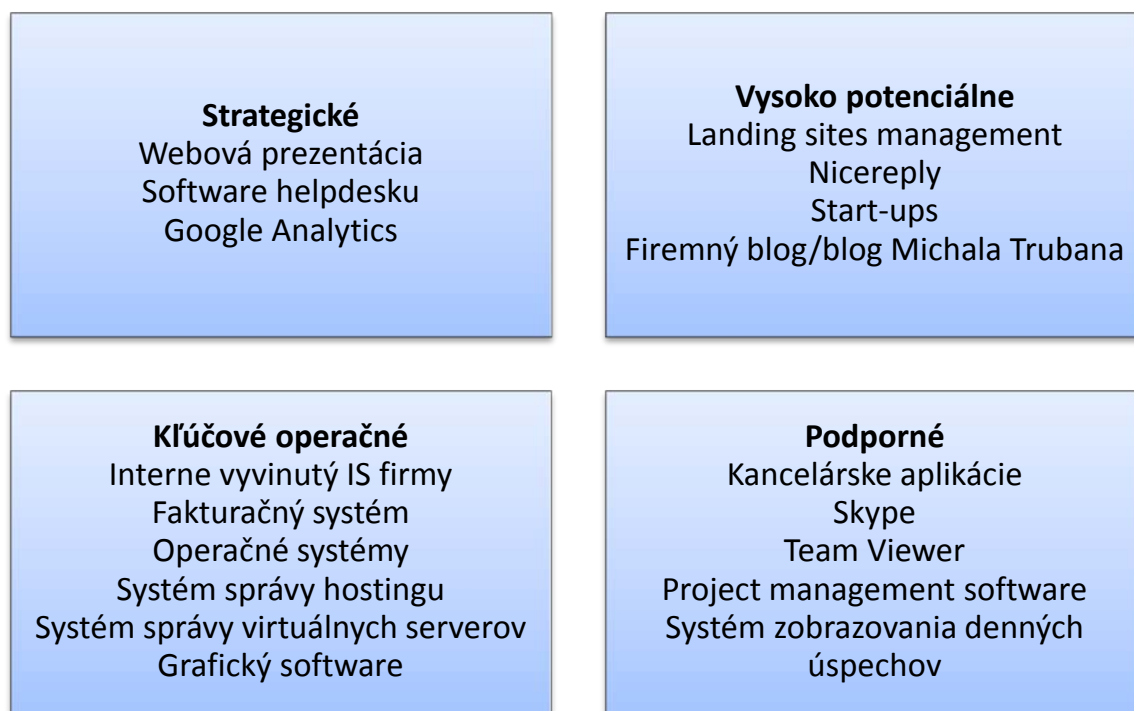 Strategické
Webová prezentácia
Software helpdesku
Google Analytics
Vysoko potenciálne
Landing sites management
Nicereply
Start-ups
Firemný blog/blog Michala Trubana
Kľúčové operačné
Interne vyvinutý IS firmy
Fakturačný systém
Operačné systémy
Systém správy hostingu
Systém správy virtuálnych serverov
Grafický software
Podporné
Kancelárske aplikácie
Skype
Team Viewer
Project management software
Systém zobrazovania denných
úspechov